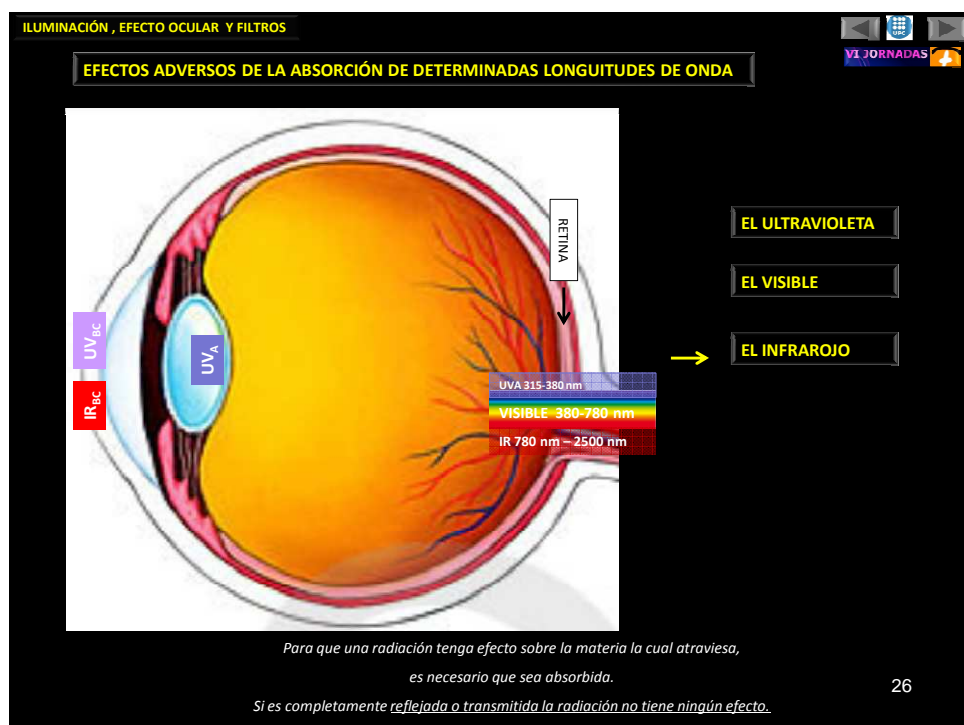 ILUMINACIÓN , EFECTO OCULAR Y FILTROS
UPC
VI JORNADAS
EFECTOS ADVERSOS DE LA ABSORCIÓN DE DETERMINADAS LONGUITUDES DE ONDA
RETINA
EL ULTRAVIOLETA
EL VISIBLE
EL INFRAROJO
UVBC
IRBC
UVA
UVA 315-380 nm
VISIBLE 380-780 nm
IR 780 nm – 2500 nm
Para que una radiación tenga efecto sobre la materia la cual atraviesa,
es necesario que sea absorbida.
Si es completamente reflejada o transmitida la radiación no tiene ningún efecto.
26